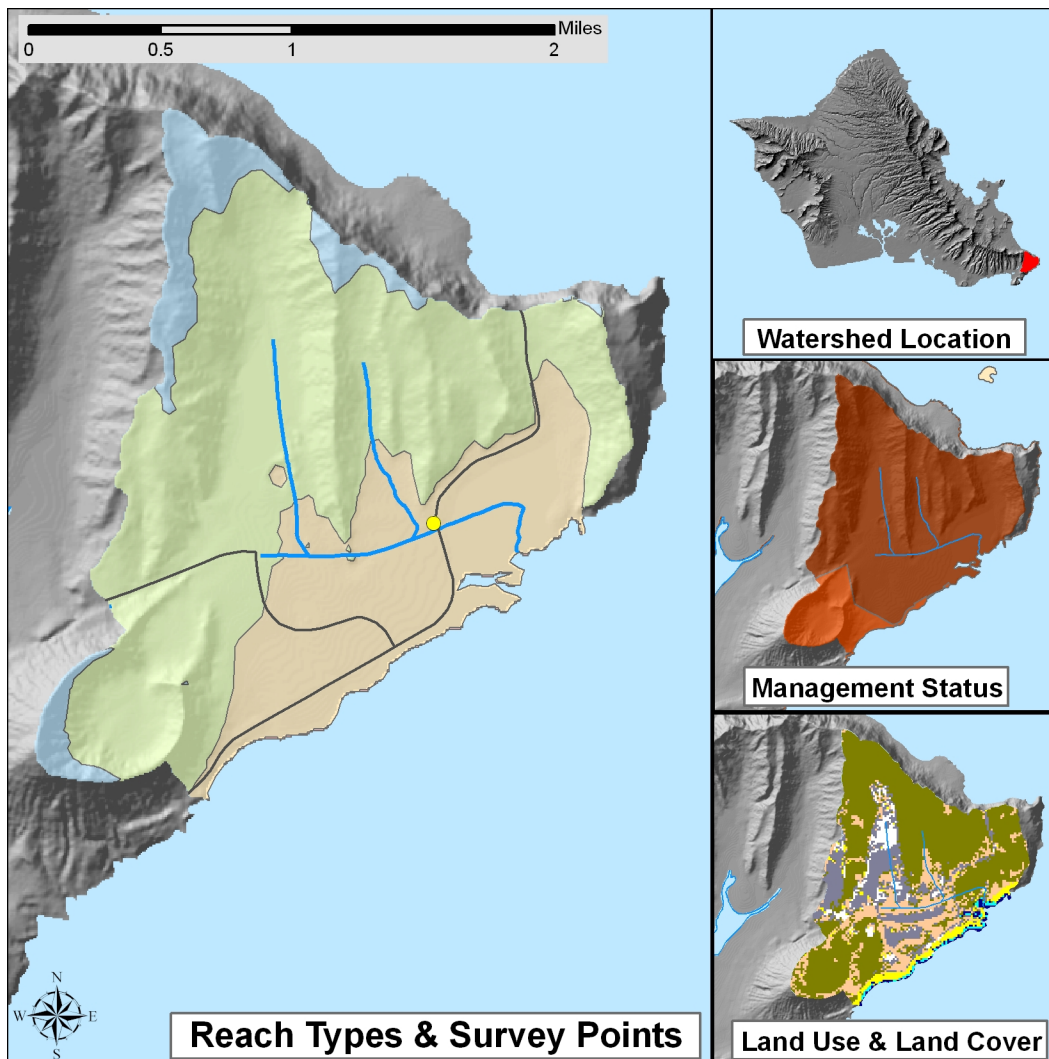 Miles
0 0.5 1 2
Watershed Location
Management Status
N
W E
S
Reach Types & Survey Points
Land Use & Land Cover